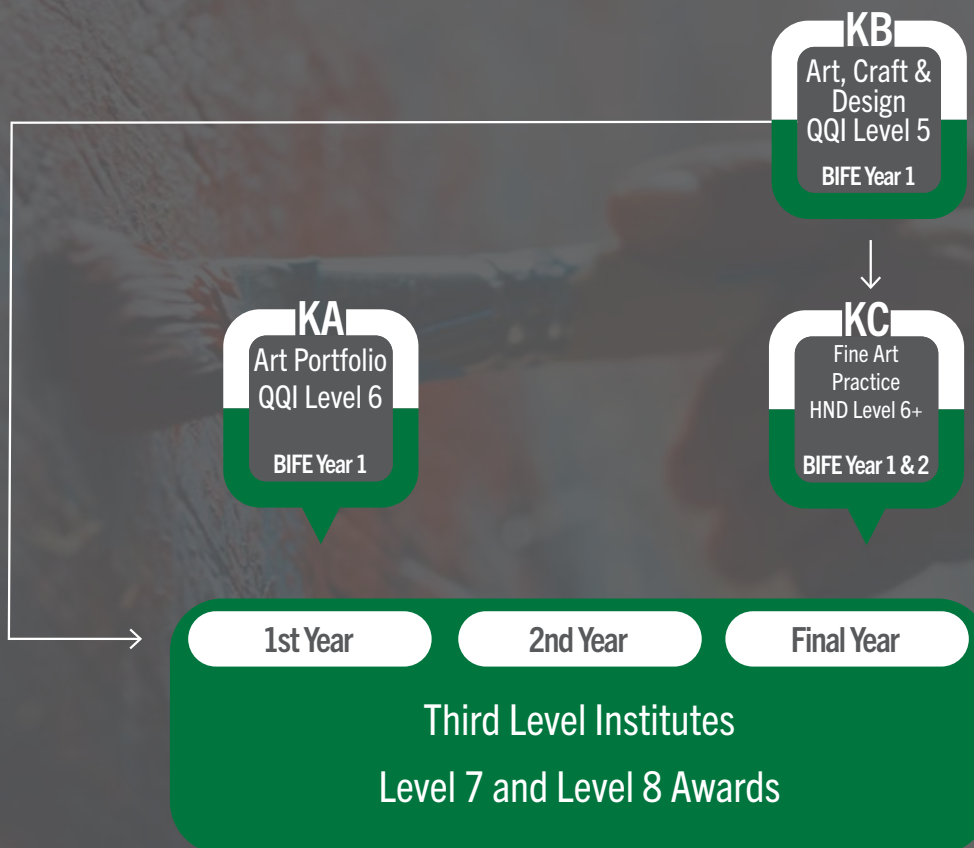 KB
Art, Craft &
Design
QQI Level 5
BIFE Year 1
KA
Art Portfolio
QQI Level 6
BIFE Year 1
KC
Fine Art
Practice
HND Level 6+
BIFE Year 1 & 2
1st Year
2nd Year
Final Year
Third Level Institutes
Level 7 and Level 8 Awards